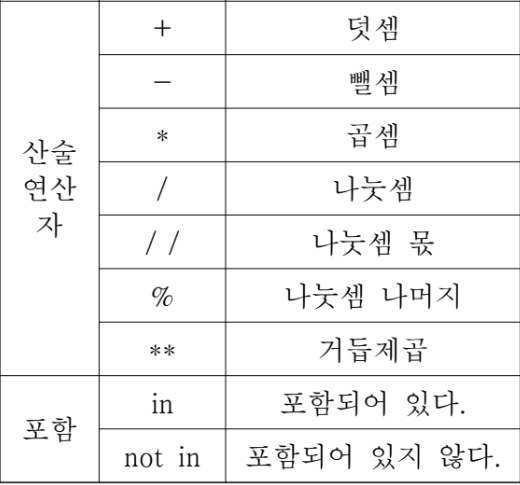 산술
연산
자
+ 덧셈
− 뺄셈
* 곱셈
/ 나눗셈
// 나눗셈 몫
% 나눗셈 나머지
** 거듭제곱
포함
in 포함되어 있다.
not in 포함되어 있지 않다.